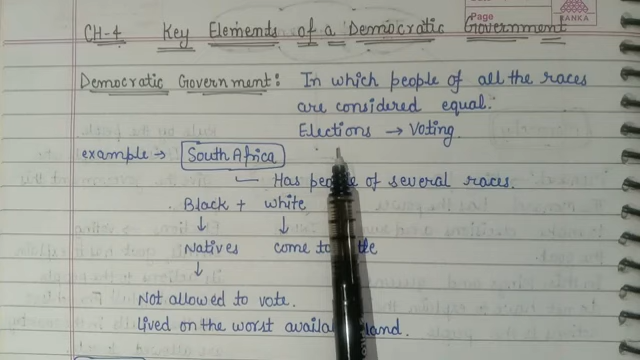 Page
RANKA
CH-4 Key Elements of a Democratic Government
Democratic Government: In which people of all the races
are considered equal.
Elections → Voting.
example → South Africa
Has people of several races.
Black + white
↓ ↓
Natives come to
↓
Not allowed to vote.
Lived on the worst available land.